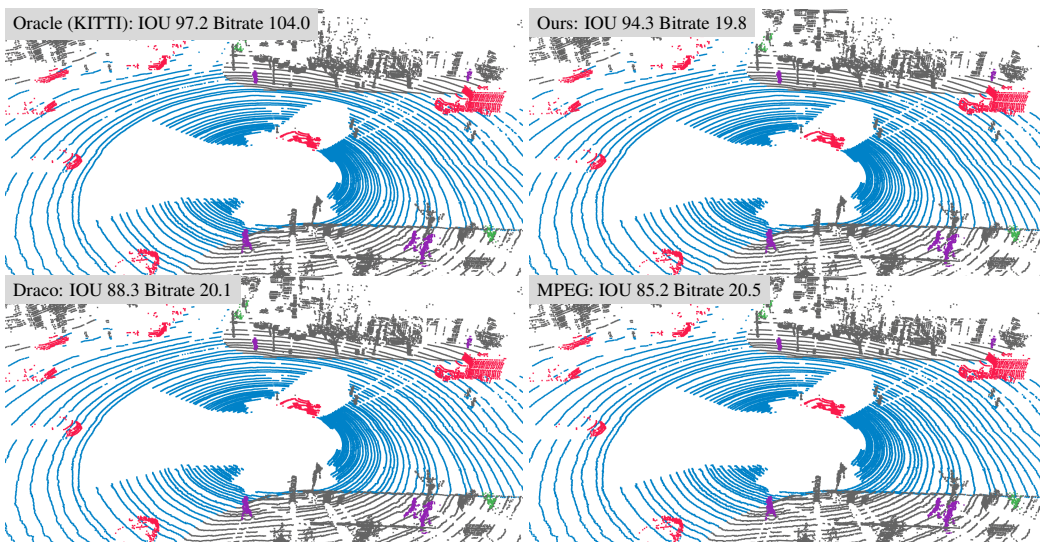 Oracle (KITTI): IOU 97.2 Bitrate 104.0
Ours: IOU 94.3 Bitrate 19.8
Draco: IOU 88.3 Bitrate 20.1
MPEG: IOU 85.2 Bitrate 20.5